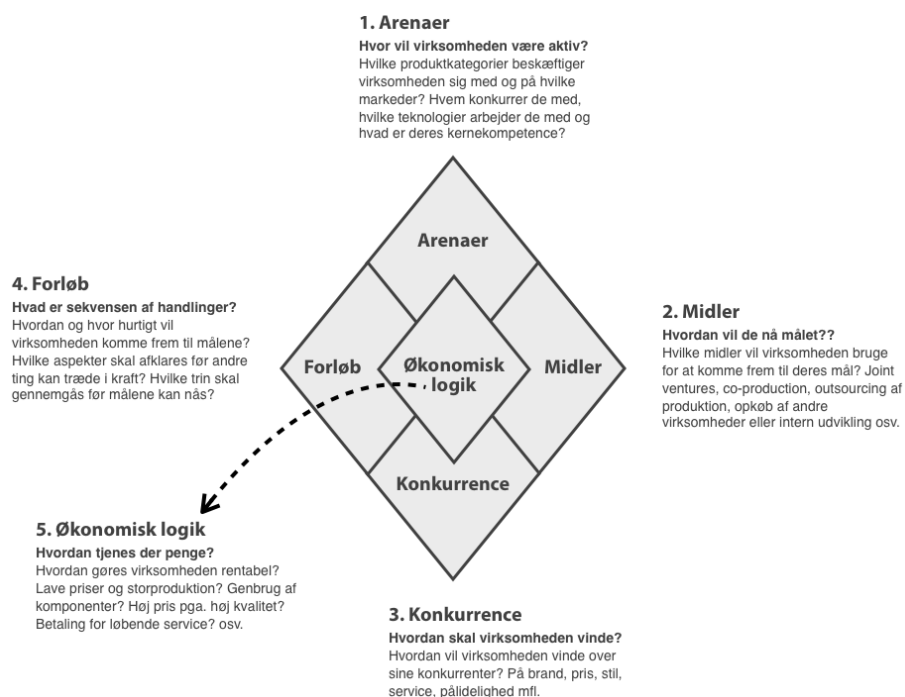 1. Arenaer
Hvor vil virksomheden være aktiv?
Hvilke produktkategorier beskæftiger
virksomheden sig med og på hvilke
markeder? Hvem konkurrer de med,
hvilke teknologier arbejder de med og
hvad er deres kernekompetence?
Arenaer
4. Forløb
Hvad er sekvensen af handlinger?
Hvordan og hvor hurtigt vil
virksomheden komme frem til målene?
Hvilke aspekter skal afklares før andre
ting kan træde i kraft? Hvilke trin skal
gennemgås før målene kan nås?
Forløb
Økonomisk
logik
Midler
2. Midler
Hvordan vil de nå målet??
Hvilke midler vil virksomheden bruge
for at komme frem til deres mål? Joint
ventures, co-production, outsourcing af
produktion, opkøb af andre
virksomheder eller intern udvikling osv.
Konkurrence
5. Økonomisk logik
Hvordan tjenes der penge?
Hvordan gøres virksomheden rentabel?
Lave priser og storproduktion? Genbrug af
komponenter? Høj pris pga. høj kvalitet?
Betaling for løbende service? osv.
3. Konkurrence
Hvordan skal virksomheden vinde?
Hvordan vil virksomheden vinde over
sine konkurrenter? På brand, pris, stil,
service, pålidelighed mfl.